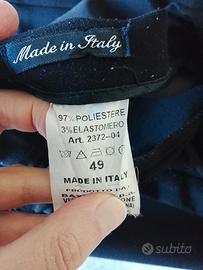 Made in Italy
97% POLIESTERE
3% ELASTOMERO
Art. 2372-04
49
MADE IN ITALY
PRODOTTO DA
subito